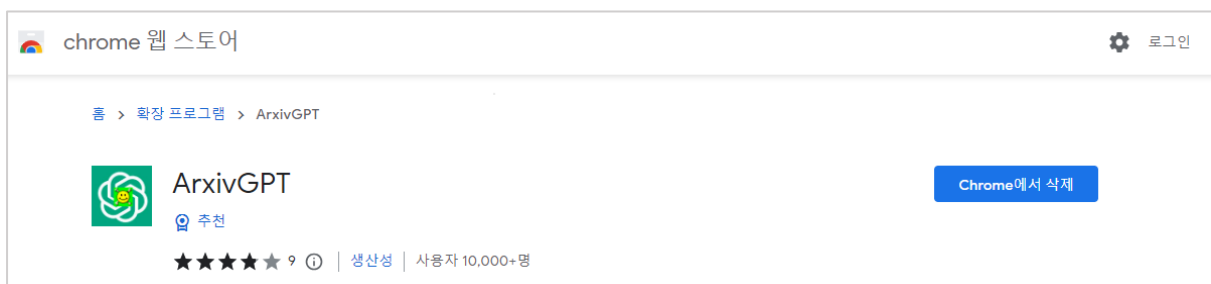 chrome 웹 스토어
로그인
홈 > 확장 프로그램 > ArxivGPT
ArxivGPT
Chrome에서 삭제
추천
9 | 생산성 | 사용자 10,000+명